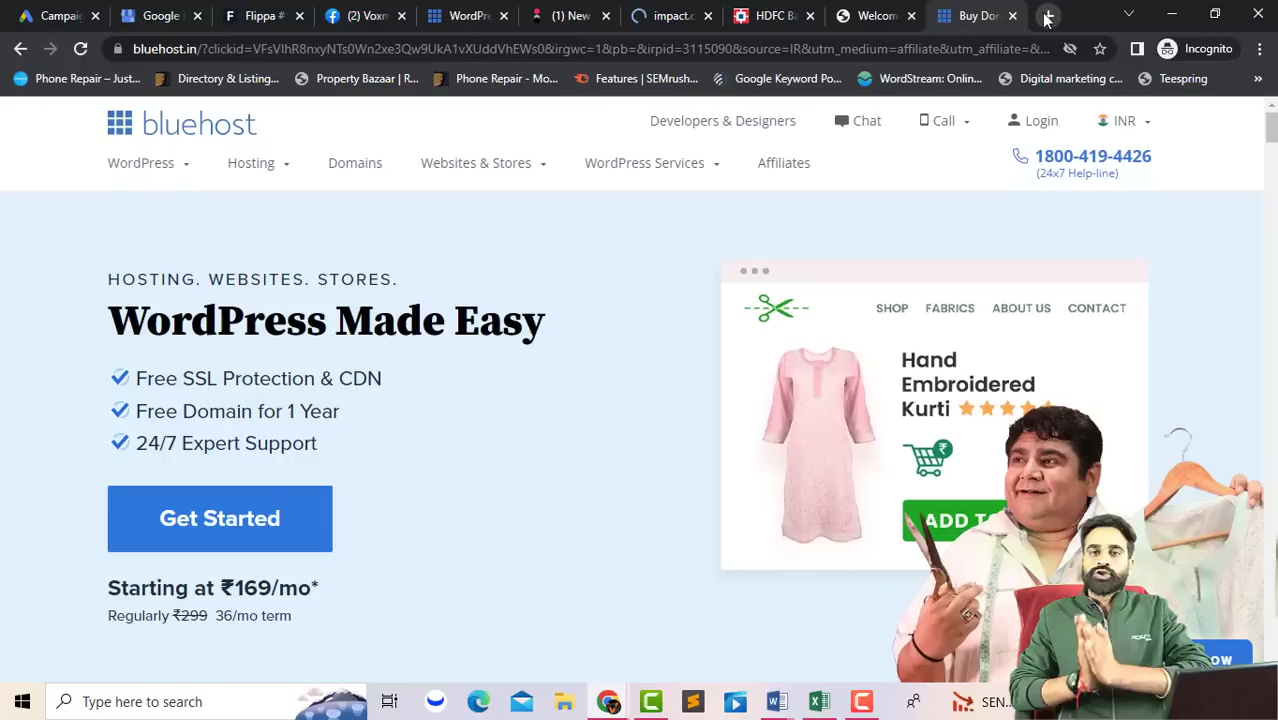 Campaig
Google
Flippa #
(2) Voxm
WordPre
(1) (New
impact.c
HDFC Ba
Welcom
Buy Don
bluehost.in/?clickid=VFsVIhR8nxyNTs0Wn2xe3Qw9UkA1vXUddVhEWs0&irgwc=1&pb=&irpid=3115090&source=IR&utm_medium=affiliate&utm_affiliate=&...
Incognito
Phone Repair – Just...
Directory & Listing...
Property Bazaar | R...
Phone Repair - Mo...
Features | SEMrush...
Google Keyword Po...
WordStream: Onlin...
Digital marketing c...
Teespring
»
bluehost
Developers & Designers
Chat
Call
Login
INR
WordPress
Hosting
Domains
Websites & Stores
WordPress Services
Affiliates
1800-419-4426
(24x7 Help-line)
HOSTING. WEBSITES. STORES.
WordPress Made Easy
Free SSL Protection & CDN
Free Domain for 1 Year
24/7 Expert Support
Get Started
Starting at ₹169/mo*
Regularly ₹299 36/mo term
SHOP FABRICS ABOUT US CONTACT
Hand
Embroidered
Kurti
₹
ADD T
OW
Type here to search
SEN...